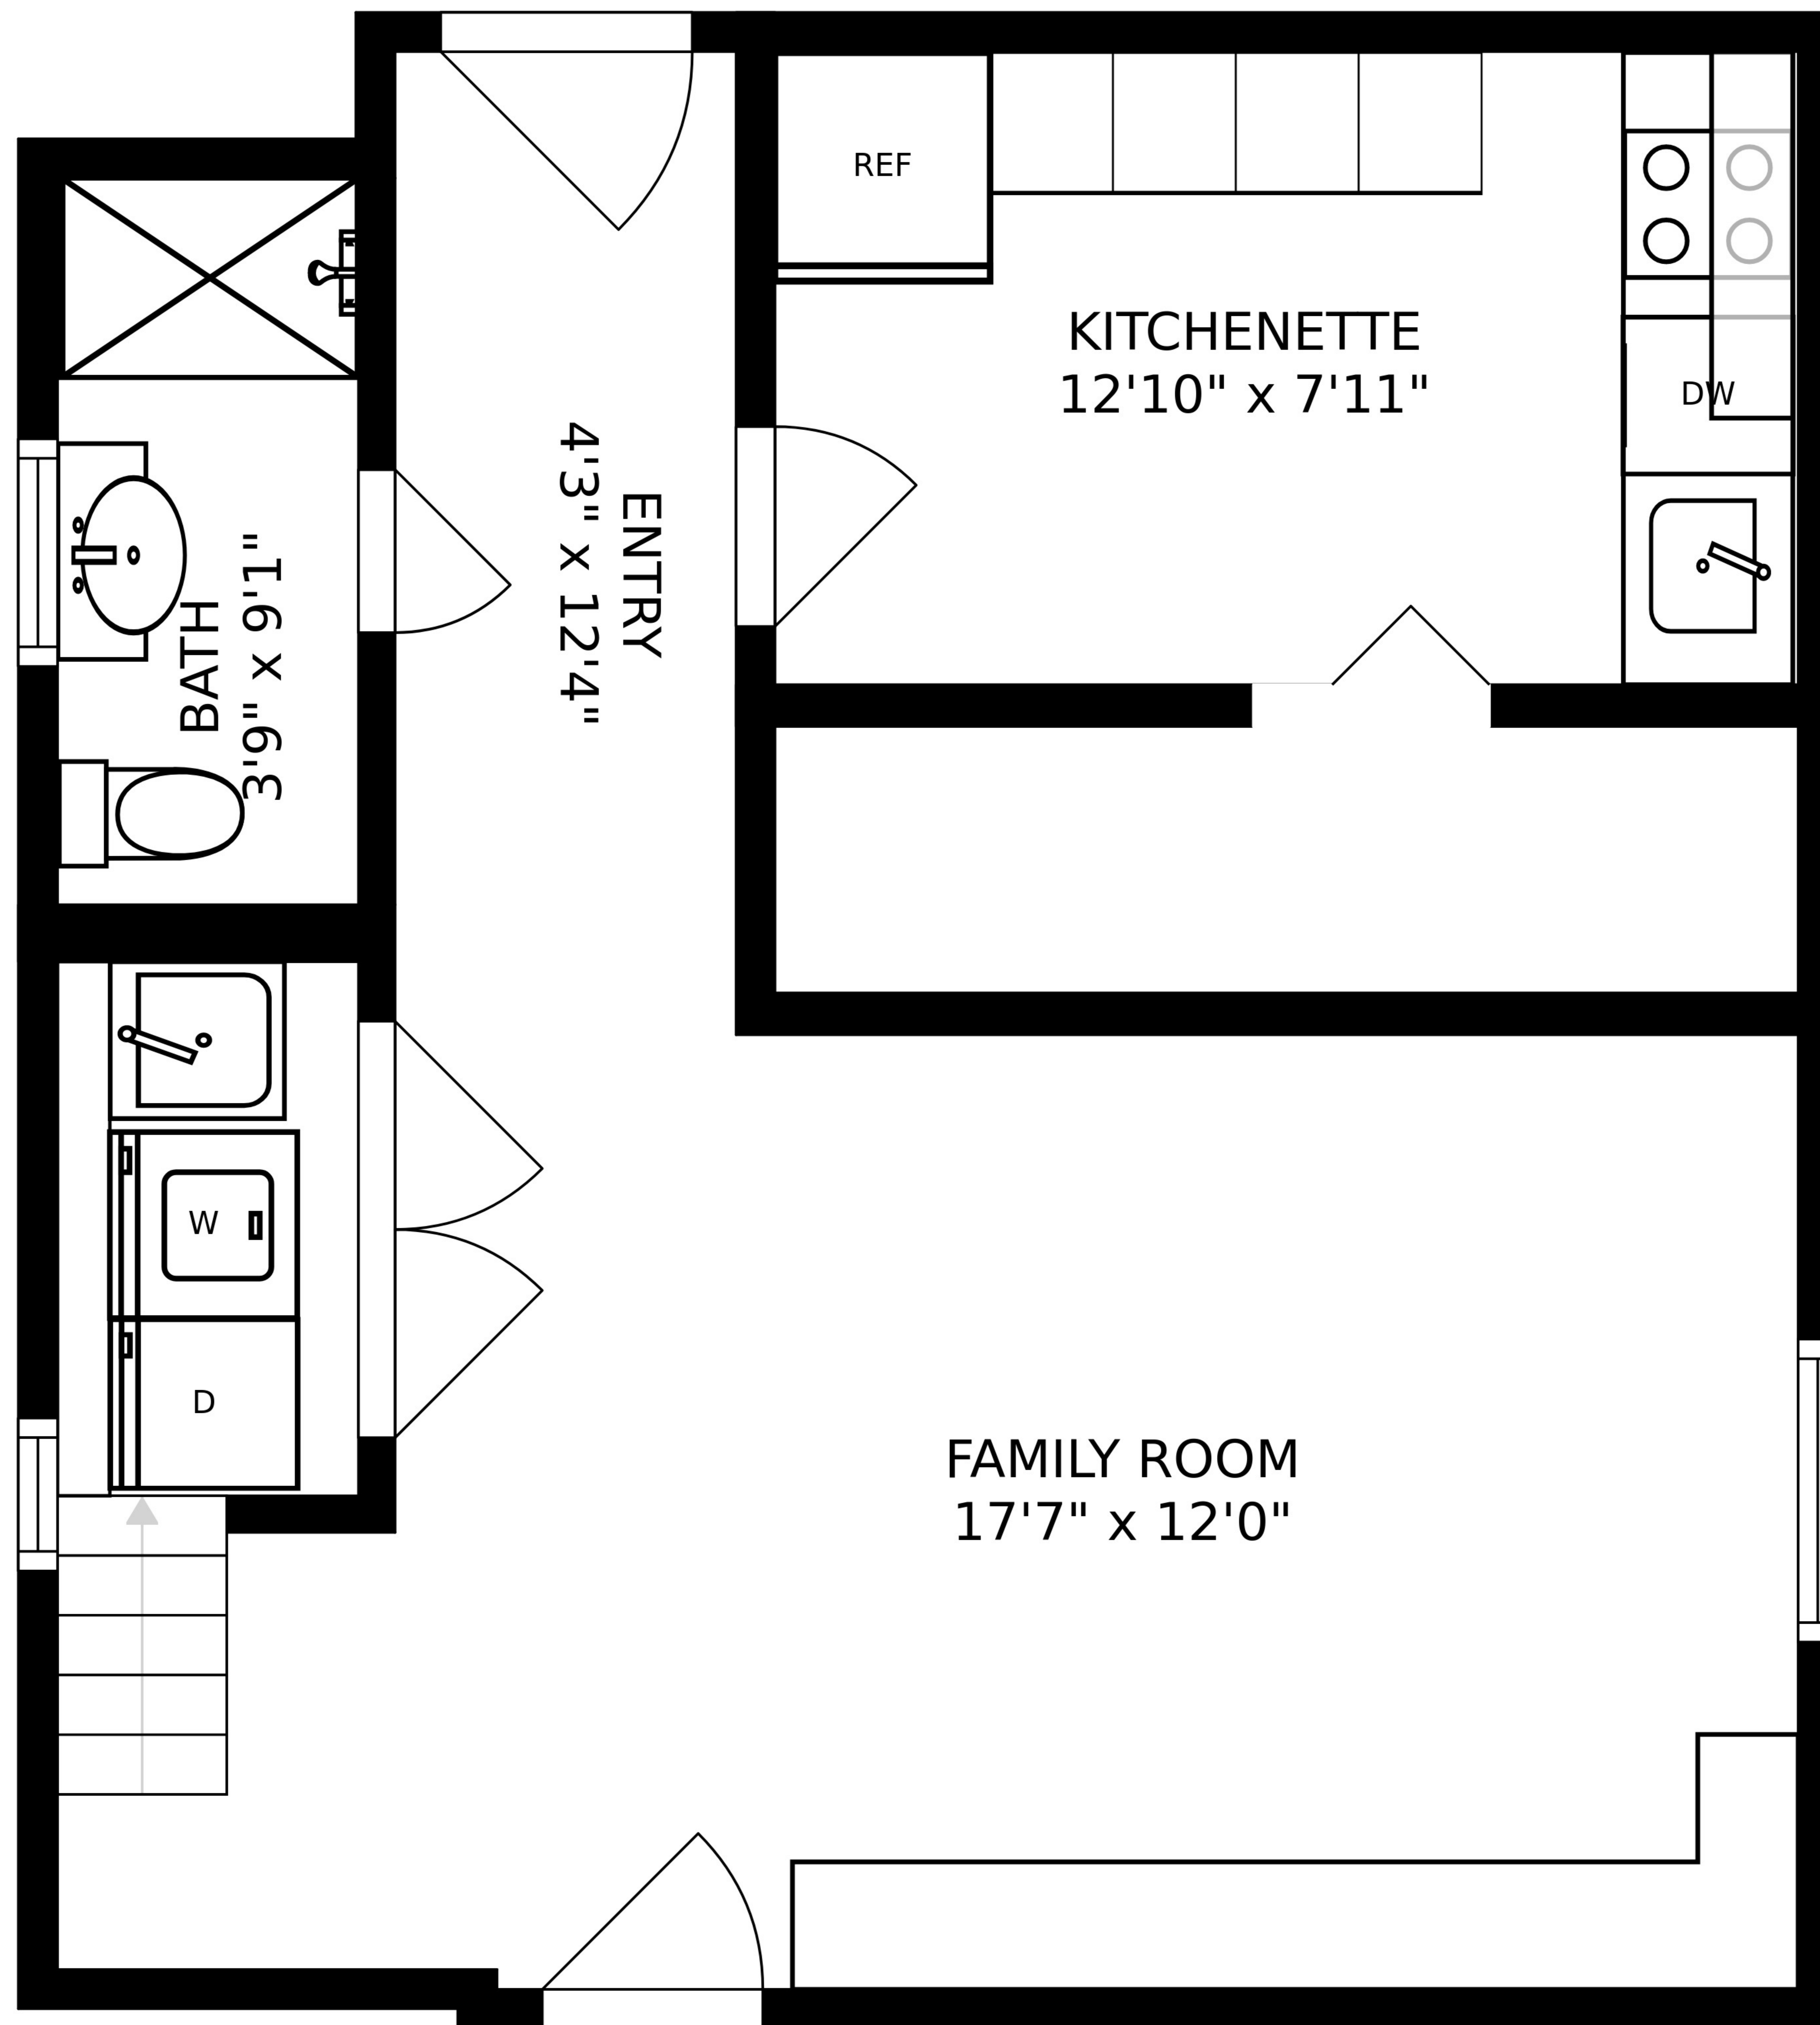 REF
KITCHENETTE
12'10" x 7'11"
DW
ENTRY
4'3" x 12'4"
BATH
3'9" x 9'1"
W
D
FAMILY ROOM
17'7" x 12'0"